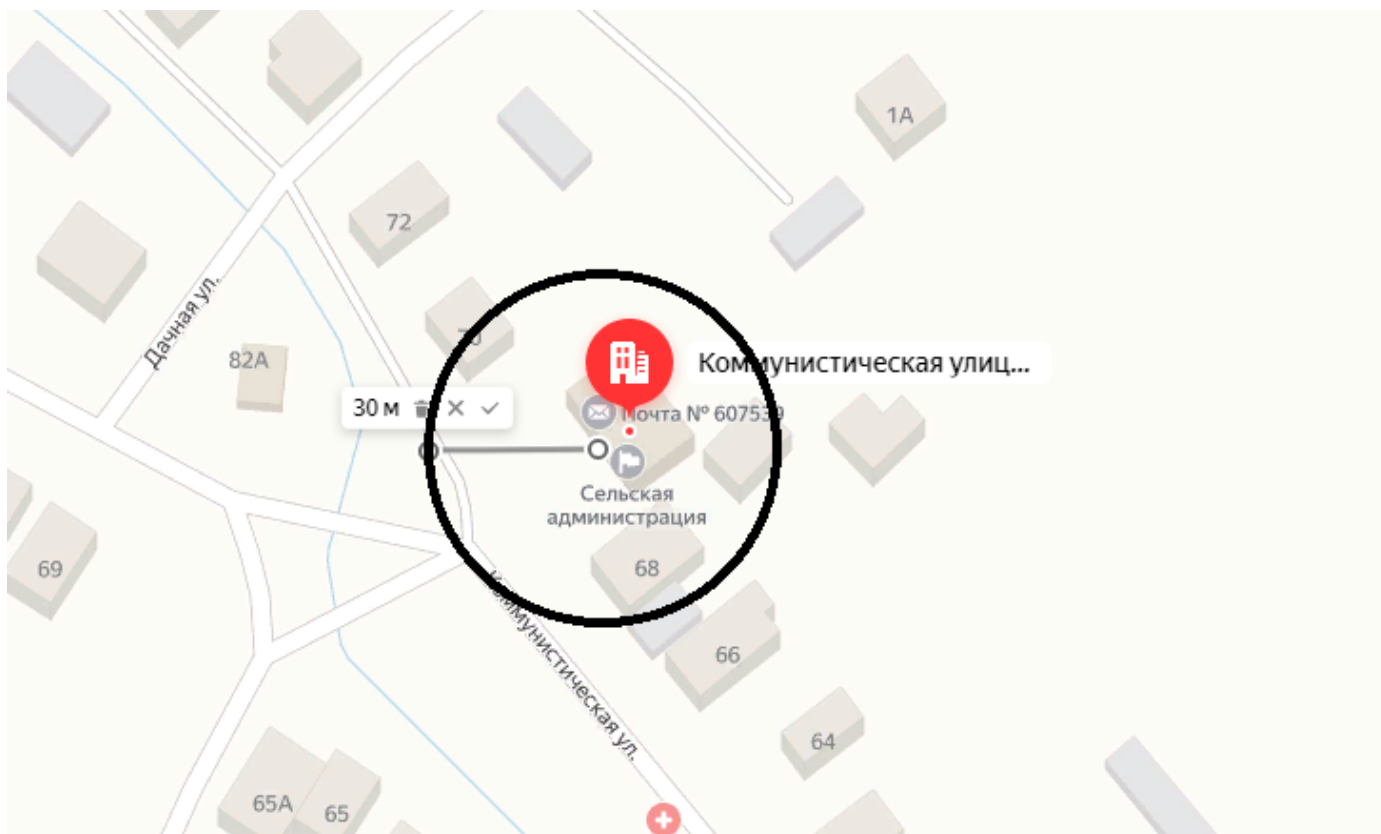 1А
72
Дачная ул.
70
Коммунистическая улиц...
82А
30 м
Почта № 607539
Сельская
администрация
69
68
Коммунистическая ул.
66
64
65А
65